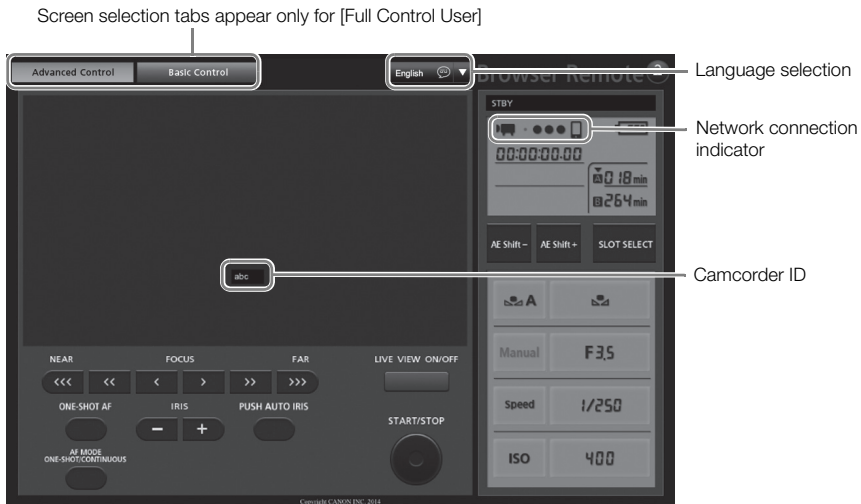 Screen selection tabs appear only for [Full Control User]
Advanced Control
Basic Control
English
Browser Remote
Language selection
STBY
Network connection
indicator
00:00:00.00
A 018 min
B 264 min
AE Shift −
AE Shift +
SLOT SELECT
abc
Camcorder ID
A
NEAR
FOCUS
FAR
LIVE VIEW ON/OFF
Manual
F3.5
<<<
<<
<
>
>>
>>>
ONE-SHOT AF
IRIS
PUSH AUTO IRIS
− +
START/STOP
Speed
1/250
AF MODE
ONE-SHOT/CONTINUOUS
ISO
400
Copyright CANON INC. 2014